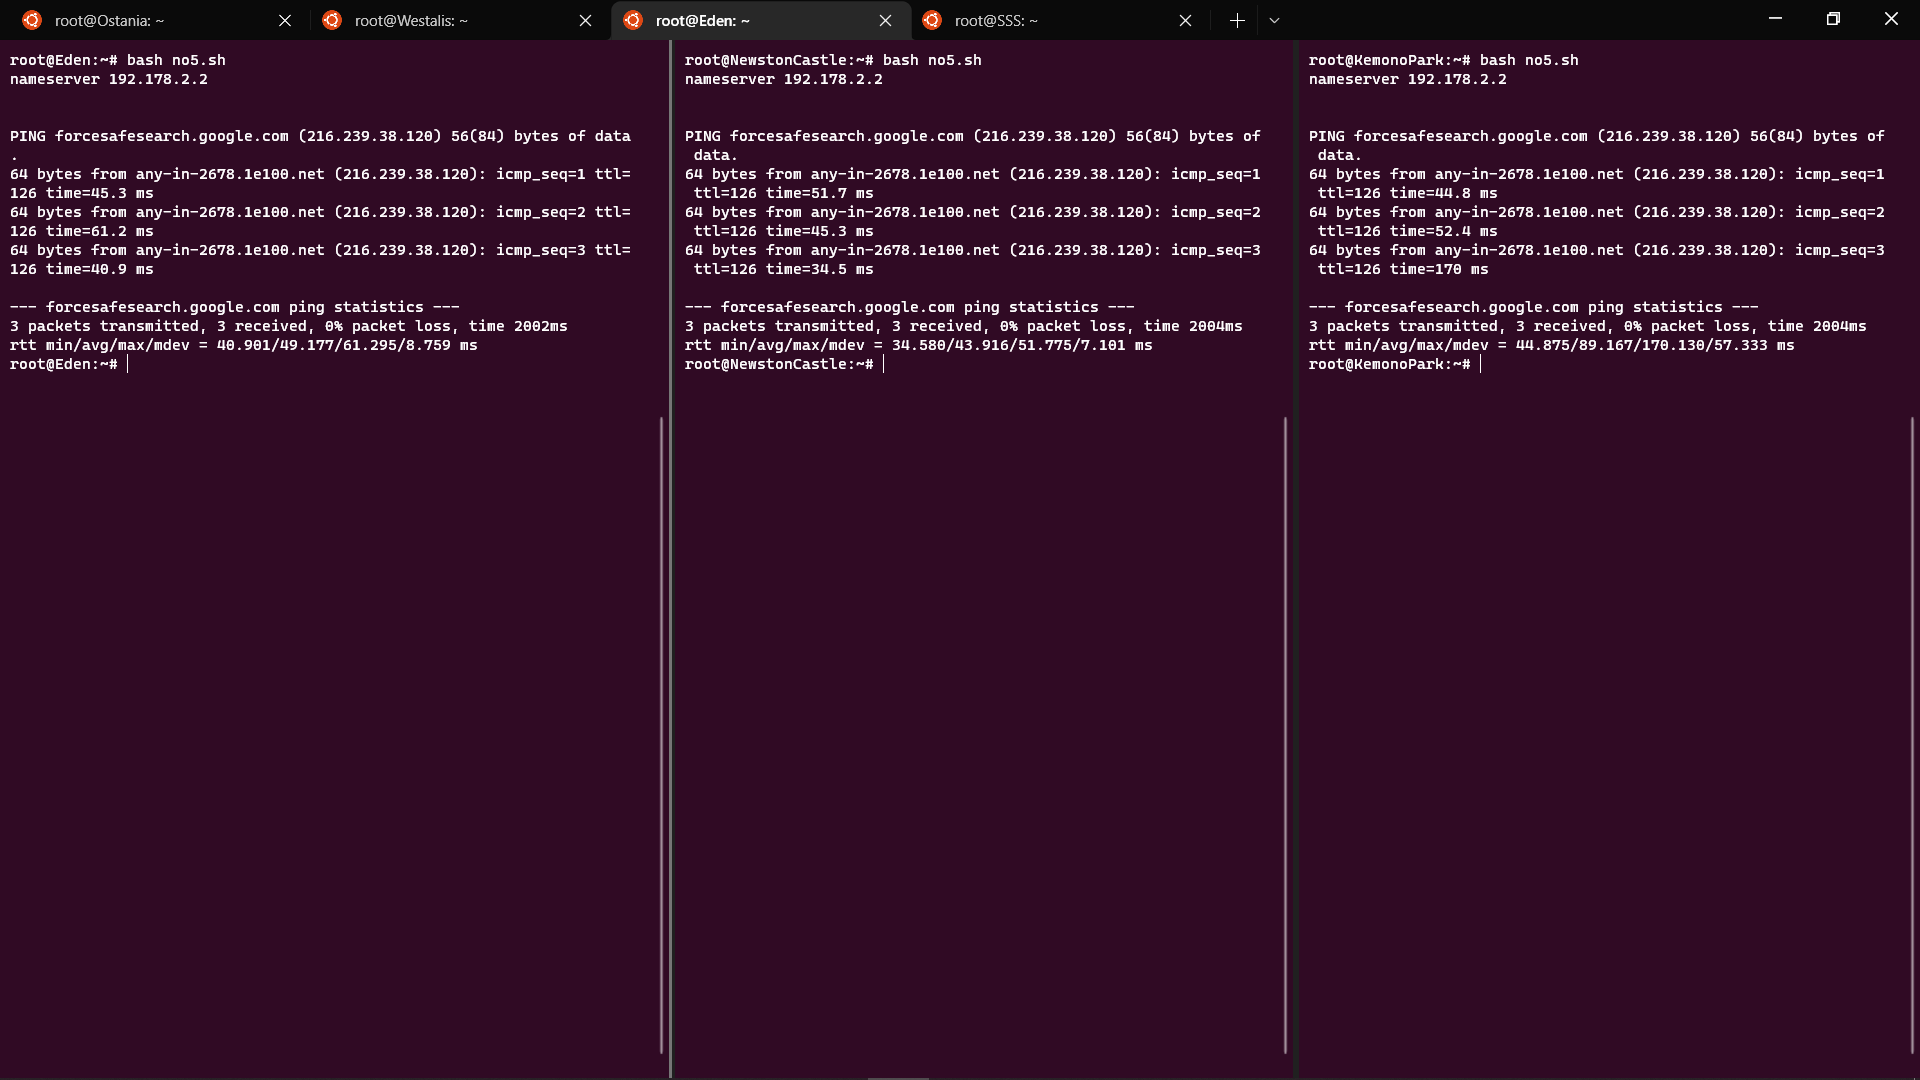 root@Ostania: ~
root@Westalis: ~
root@Eden: ~
root@SSS: ~
root@Eden:~# bash no5.sh
nameserver 192.178.2.2
PING forcesafesearch.google.com (216.239.38.120) 56(84) bytes of data
.
64 bytes from any-in-2678.1e100.net (216.239.38.120): icmp_seq=1 ttl=
126 time=45.3 ms
64 bytes from any-in-2678.1e100.net (216.239.38.120): icmp_seq=2 ttl=
126 time=61.2 ms
64 bytes from any-in-2678.1e100.net (216.239.38.120): icmp_seq=3 ttl=
126 time=40.9 ms
--- forcesafesearch.google.com ping statistics ---
3 packets transmitted, 3 received, 0% packet loss, time 2002ms
rtt min/avg/max/mdev = 40.901/49.177/61.295/8.759 ms
root@Eden:~#
root@NewstonCastle:~# bash no5.sh
nameserver 192.178.2.2
PING forcesafesearch.google.com (216.239.38.120) 56(84) bytes of
data.
64 bytes from any-in-2678.1e100.net (216.239.38.120): icmp_seq=1
ttl=126 time=51.7 ms
64 bytes from any-in-2678.1e100.net (216.239.38.120): icmp_seq=2
ttl=126 time=45.3 ms
64 bytes from any-in-2678.1e100.net (216.239.38.120): icmp_seq=3
ttl=126 time=34.5 ms
--- forcesafesearch.google.com ping statistics ---
3 packets transmitted, 3 received, 0% packet loss, time 2004ms
rtt min/avg/max/mdev = 34.580/43.916/51.775/7.101 ms
root@NewstonCastle:~#
root@KemonoPark:~# bash no5.sh
nameserver 192.178.2.2
PING forcesafesearch.google.com (216.239.38.120) 56(84) bytes of
data.
64 bytes from any-in-2678.1e100.net (216.239.38.120): icmp_seq=1
ttl=126 time=44.8 ms
64 bytes from any-in-2678.1e100.net (216.239.38.120): icmp_seq=2
ttl=126 time=52.4 ms
64 bytes from any-in-2678.1e100.net (216.239.38.120): icmp_seq=3
ttl=126 time=170 ms
--- forcesafesearch.google.com ping statistics ---
3 packets transmitted, 3 received, 0% packet loss, time 2004ms
rtt min/avg/max/mdev = 44.875/89.167/170.130/57.333 ms
root@KemonoPark:~#